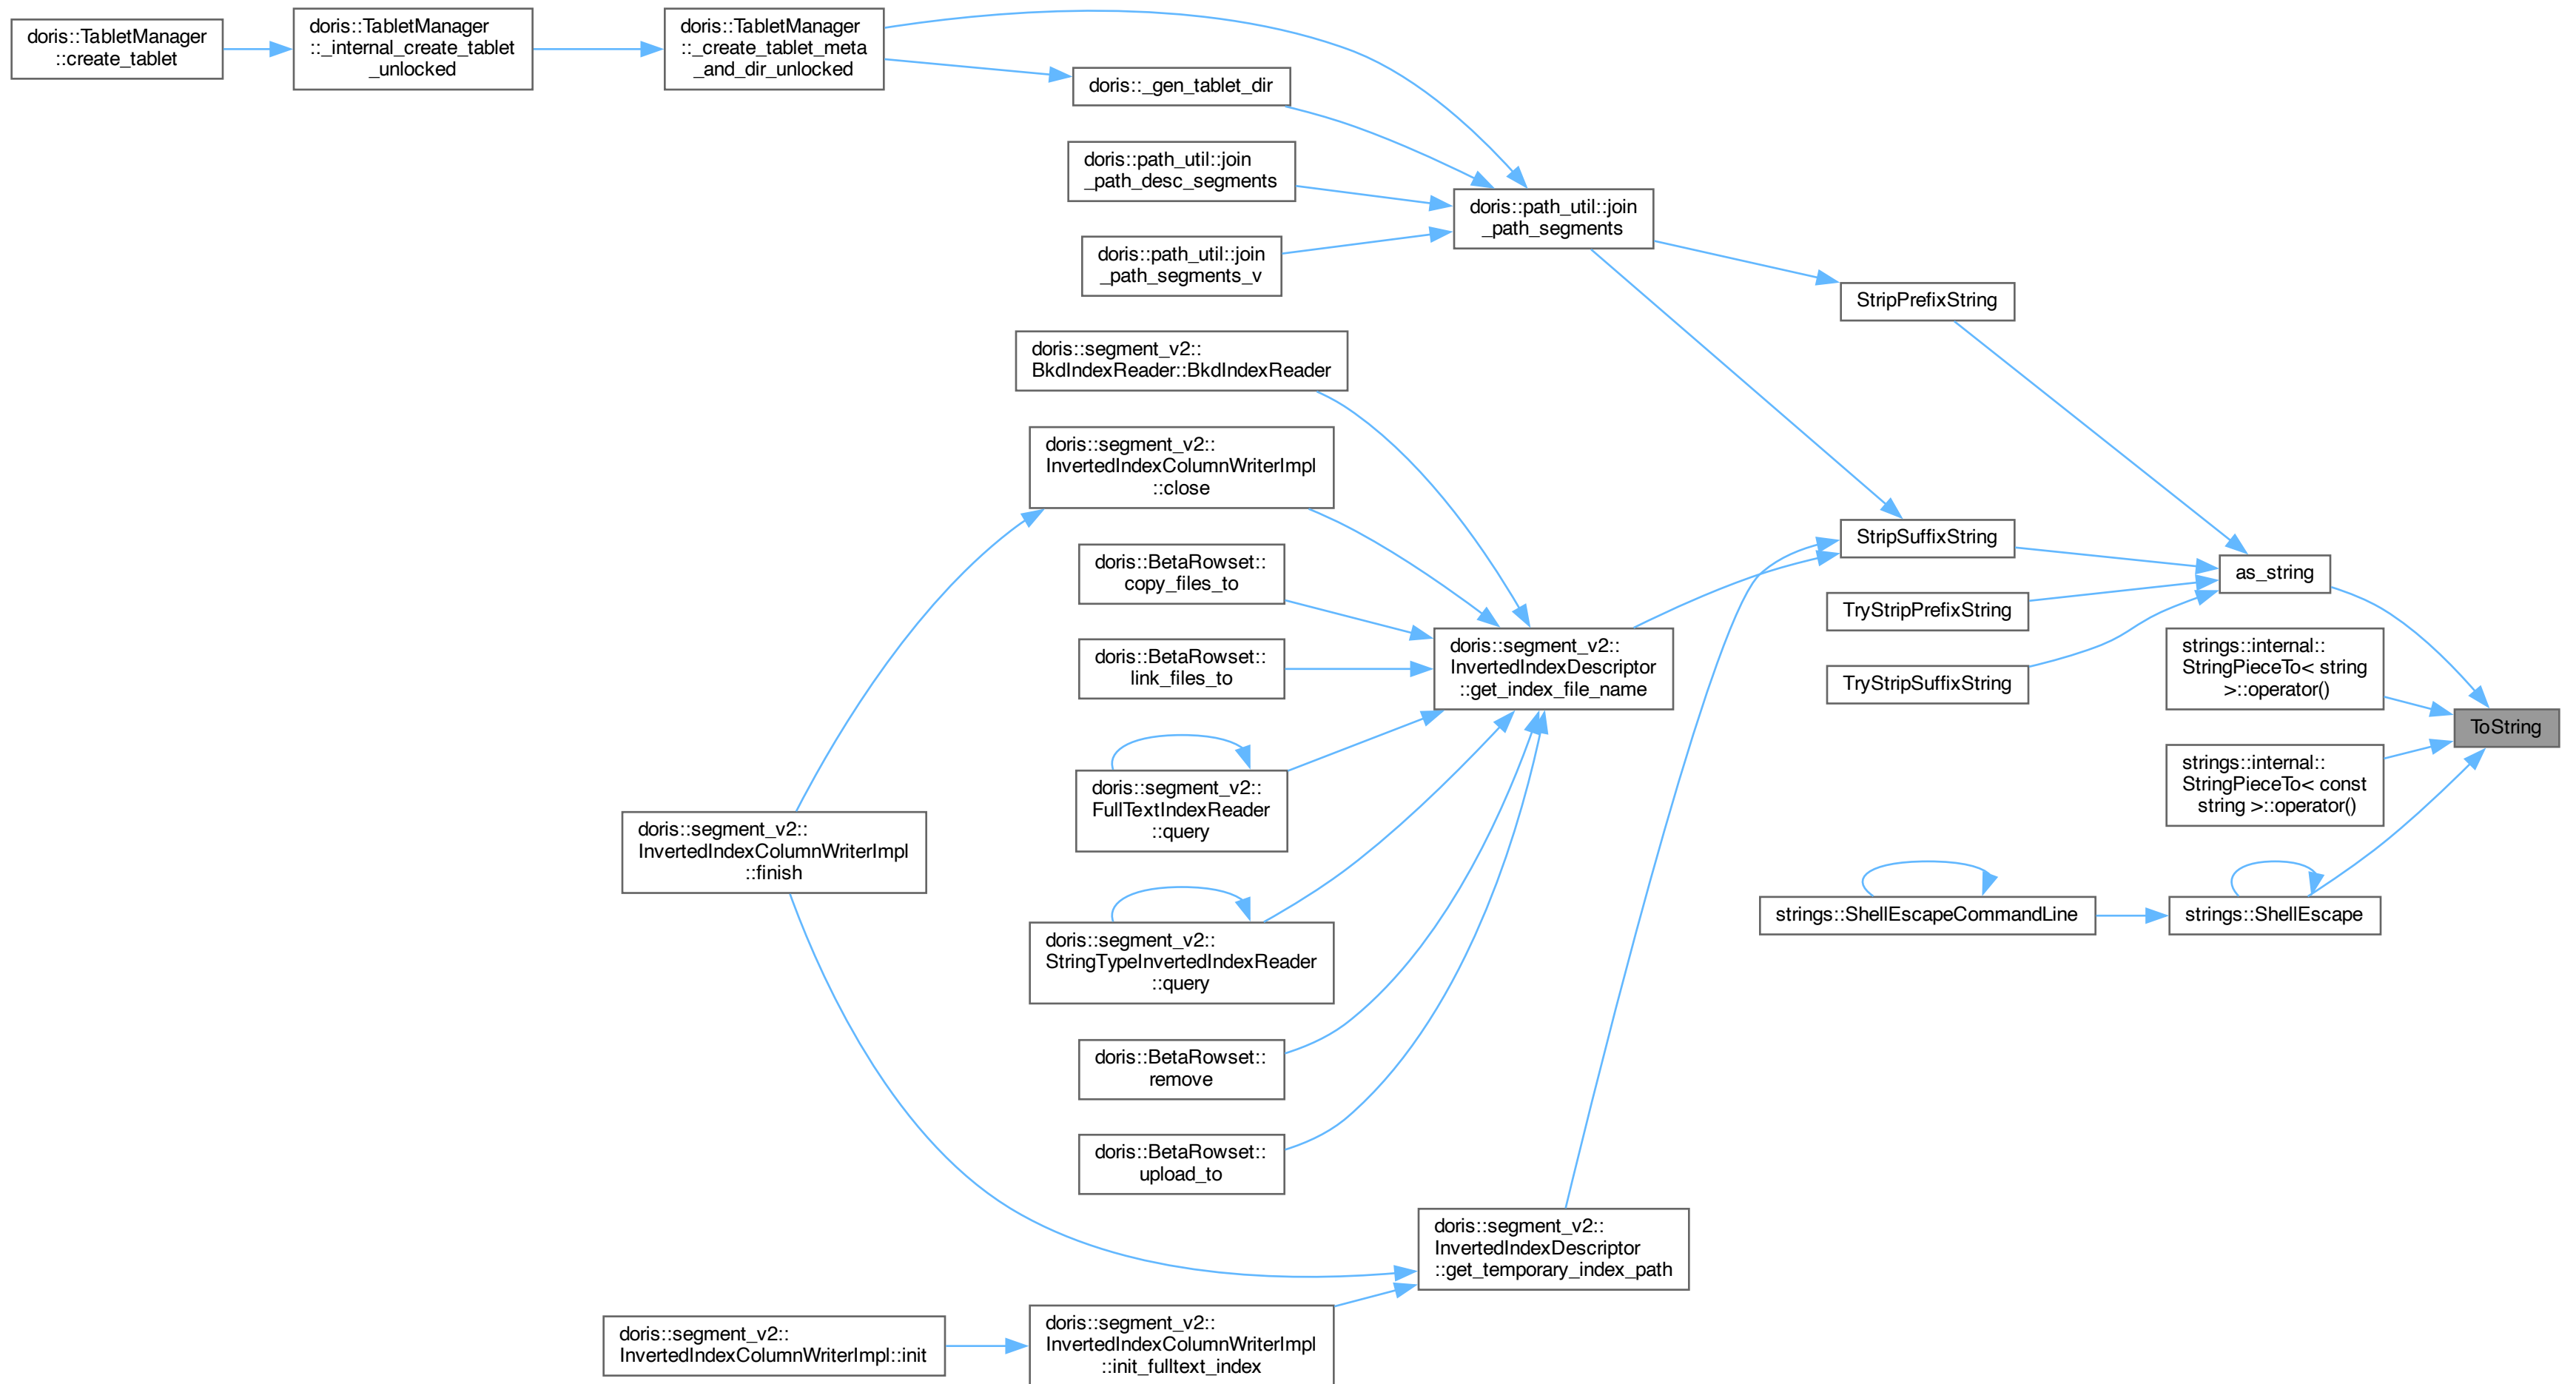 doris::TabletManager
::create_tablet
doris::TabletManager
::_internal_create_tablet
_unlocked
doris::TabletManager
::_create_tablet_meta
_and_dir_unlocked
doris::_gen_tablet_dir
doris::path_util::join
_path_desc_segments
doris::path_util::join
_path_segments_v
doris::path_util::join
_path_segments
StripPrefixString
doris::segment_v2::
BkdIndexReader::BkdIndexReader
doris::segment_v2::
InvertedIndexColumnWriterImpl
::close
doris::BetaRowset::
copy_files_to
doris::BetaRowset::
link_files_to
doris::segment_v2::
FullTextIndexReader
::query
doris::segment_v2::
StringTypeInvertedIndexReader
::query
doris::BetaRowset::
remove
doris::BetaRowset::
upload_to
doris::segment_v2::
InvertedIndexColumnWriterImpl
::finish
doris::segment_v2::
InvertedIndexDescriptor
::get_index_file_name
StripSuffixString
TryStripPrefixString
TryStripSuffixString
as_string
strings::internal::
StringPieceTo< string
>::operator()
ToString
strings::internal::
StringPieceTo< const
string >::operator()
strings::ShellEscapeCommandLine
strings::ShellEscape
doris::segment_v2::
InvertedIndexDescriptor
::get_temporary_index_path
doris::segment_v2::
InvertedIndexColumnWriterImpl::init
doris::segment_v2::
InvertedIndexColumnWriterImpl
::init_fulltext_index